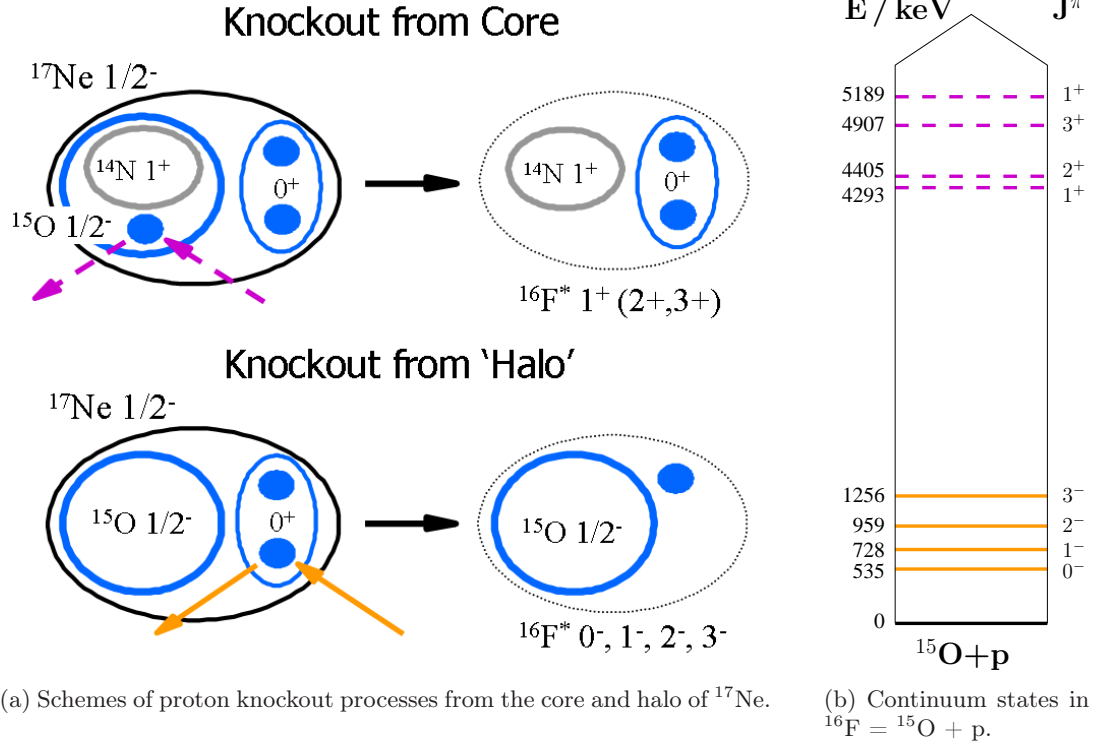 Knockout from Core
¹⁷Ne 1/2⁻
¹⁴N 1⁺
0⁺
¹⁵O 1/2⁻
¹⁴N 1⁺
0⁺
¹⁶F* 1⁺ (2+,3+)
Knockout from ‘Halo’
¹⁷Ne 1/2⁻
¹⁵O 1/2⁻
0⁺
¹⁵O 1/2⁻
¹⁶F* 0⁻, 1⁻, 2⁻, 3⁻
(a) Schemes of proton knockout processes from the core and halo of ¹⁷Ne.
E / keV Jπ
5189 1⁺
4907 3⁺
4405 2⁺
4293 1⁺
1256 3⁻
959 2⁻
728 1⁻
535 0⁻
0
¹⁵O+p
(b) Continuum states in
¹⁶F = ¹⁵O + p.